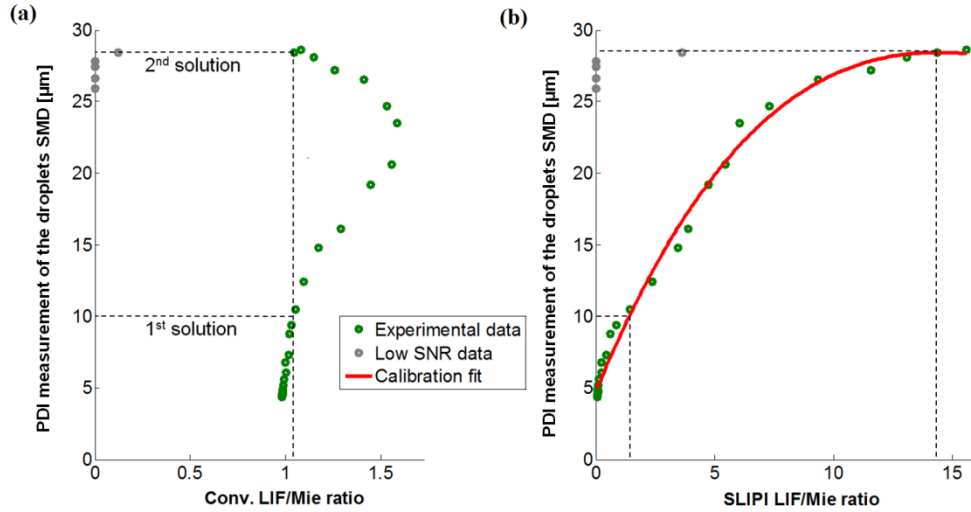 (a)
PDI measurement of the droplets SMD [µm]
30
25
20
15
10
5
0
2nd solution
1st solution
Experimental data
Low SNR data
Calibration fit
0
0.5
1
1.5
Conv. LIF/Mie ratio
(b)
PDI measurement of the droplets SMD [µm]
30
25
20
15
10
5
0
0
5
10
15
SLIPI LIF/Mie ratio